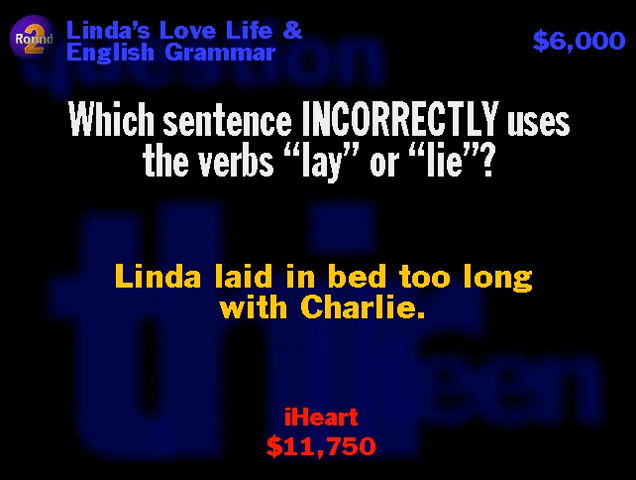 Round 2
Linda's Love Life &
English Grammar
$6,000
question
Which sentence INCORRECTLY uses
the verbs “lay” or “lie”?
Linda laid in bed too long
with Charlie.
iHeart
$11,750